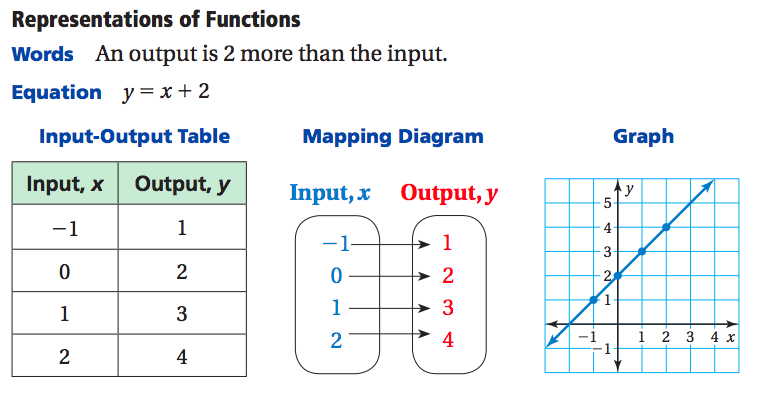 Representations of Functions
Words An output is 2 more than the input.
Equation y = x + 2
Input-Output Table
Input, x Output, y
−1 1
0 2
1 3
2 4
Mapping Diagram
Input, x Output, y
−1 1
0 2
1 3
2 4
Graph
y
5
4
3
2
1
−1 1 2 3 4 x
−1